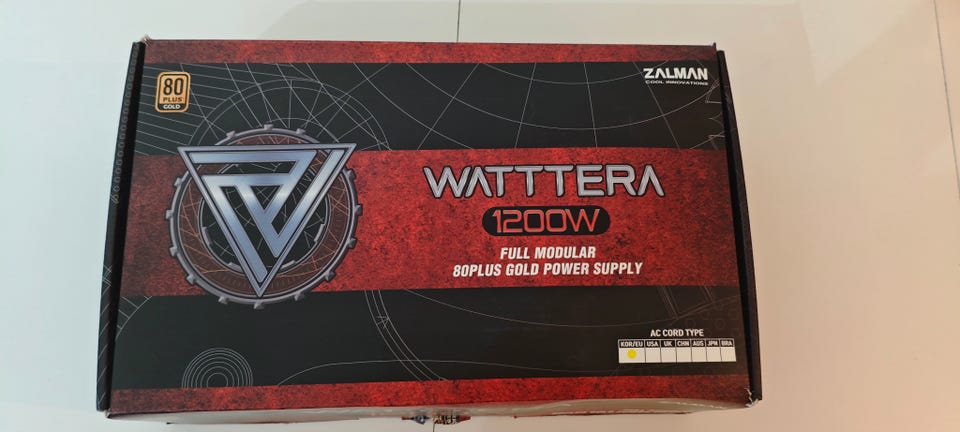 80
PLUS
GOLD
ZALMAN
COOL INNOVATIONS
WATTTERA
1200W
FULL MODULAR
80PLUS GOLD POWER SUPPLY
AC CORD TYPE
KOR/EU USA UK CHN AUS JPN BRA